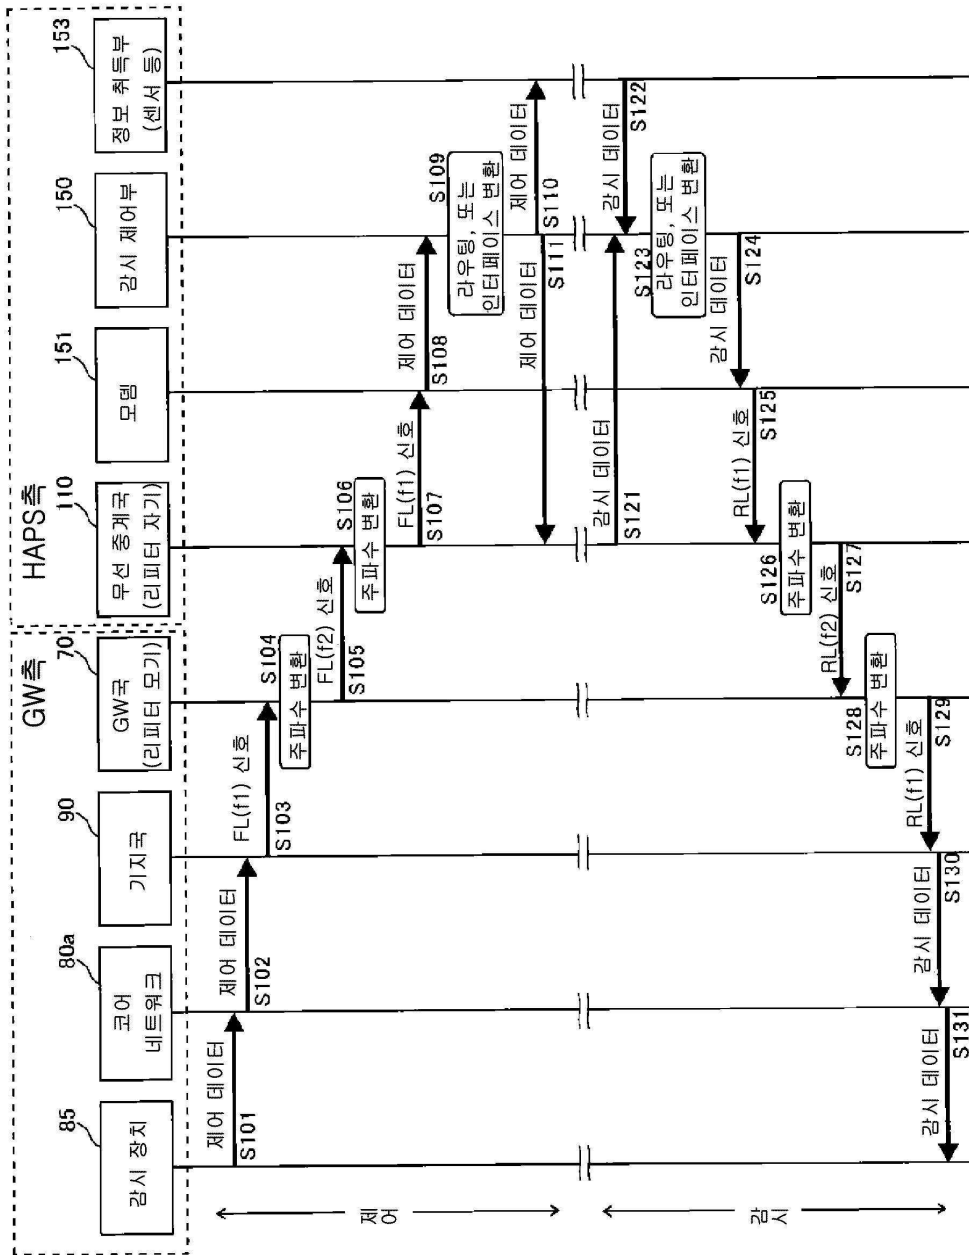 GW측
HAPS측
85
80a
90
70
110
151
150
153
감시 장치
코어
네트워크
기지국
GW국
(리피터 모기)
무선 중계국
(리피터 자기)
모뎀
감시 제어부
정보 취득부
(센서 등)
제어
제어 데이터
S101
제어 데이터
S102
FL(f1) 신호
S103
S104
주파수 변환
FL(f2) 신호
S105
S106
주파수 변환
FL(f1) 신호
S107
제어 데이터
S108
S109
라우팅, 또는
인터페이스 변환
제어 데이터
S110
제어 데이터
S111
감시
감시 데이터
S121
감시 데이터
S122
S123
라우팅, 또는
인터페이스 변환
감시 데이터
S124
RL(f1) 신호
S125
S126
주파수 변환
RL(f2) 신호
S127
S128
주파수 변환
RL(f1) 신호
S129
감시 데이터
S130
감시 데이터
S131